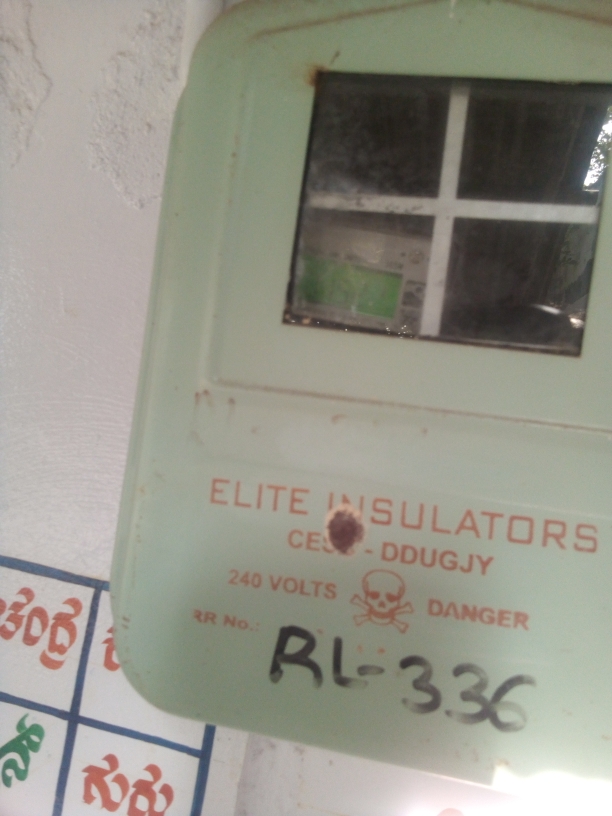 ELITE INSULATORS
- DDUGJY
240 VOLTS DANGER
RR No.:
RL-336
ಗುರು